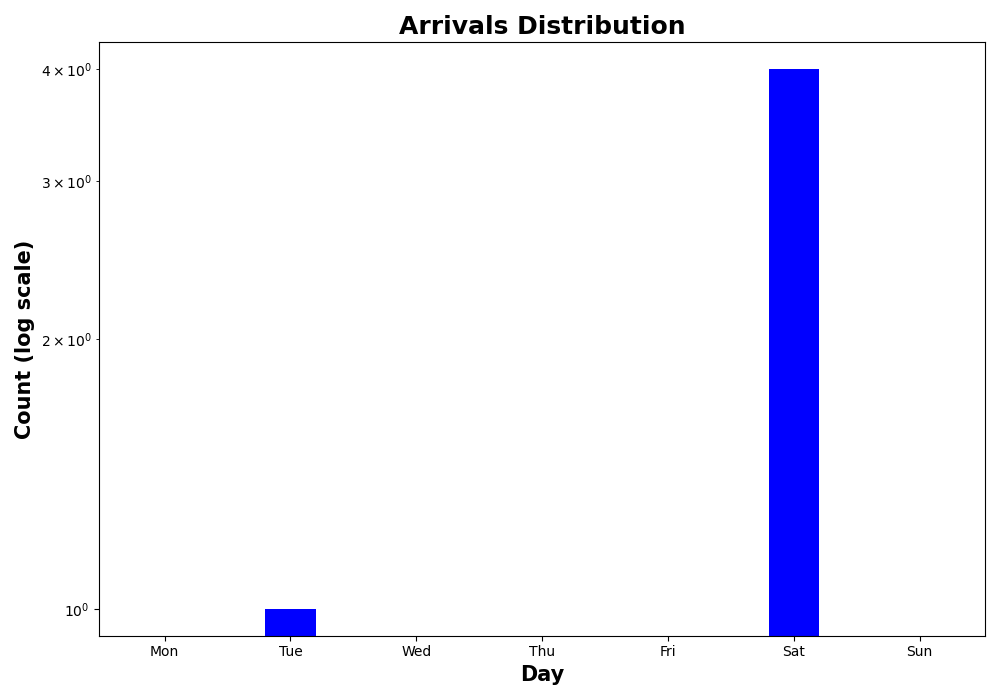 Arrivals Distribution
4 × 10⁰
3 × 10⁰
2 × 10⁰
10⁰
Count (log scale)
Mon Tue Wed Thu Fri Sat Sun
Day